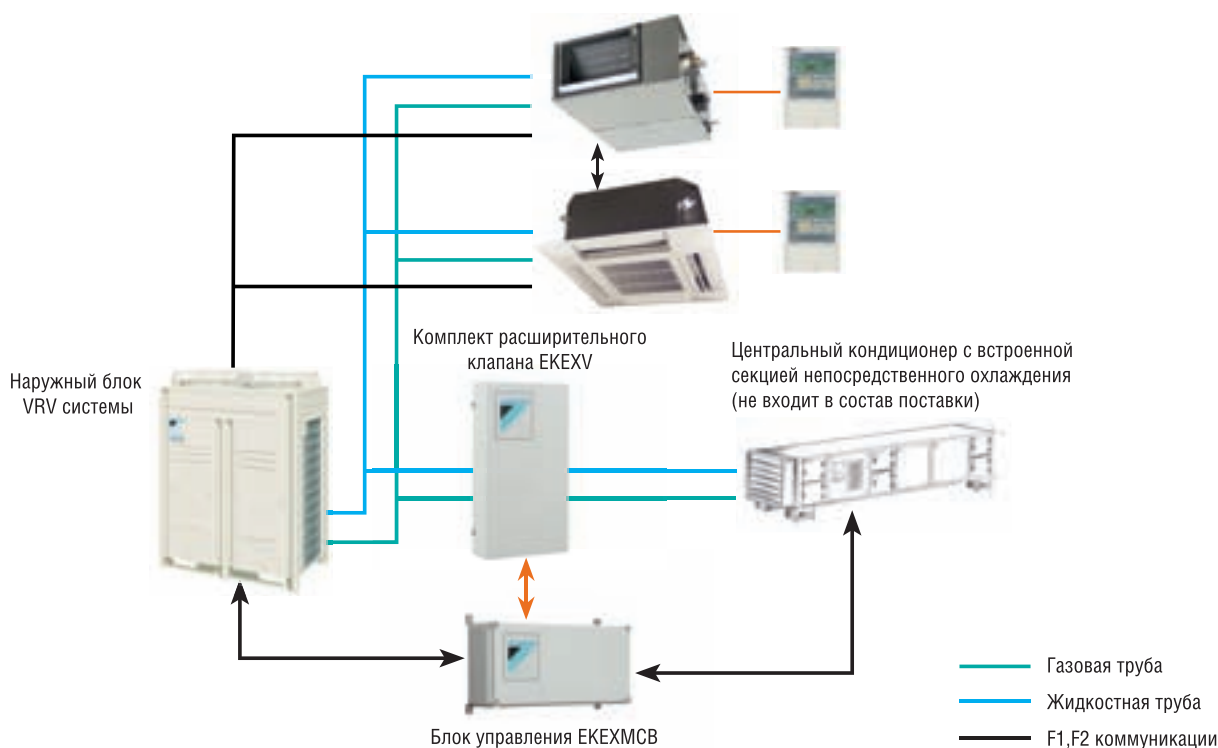 Комплект расширительного
клапана EKEXV
Центральный кондиционер с встроенной
секцией непосредственного охлаждения
(не входит в состав поставки)
Наружный блок
VRV системы
Газовая труба
Жидкостная труба
Блок управления EKEXMCB
F1,F2 коммуникации